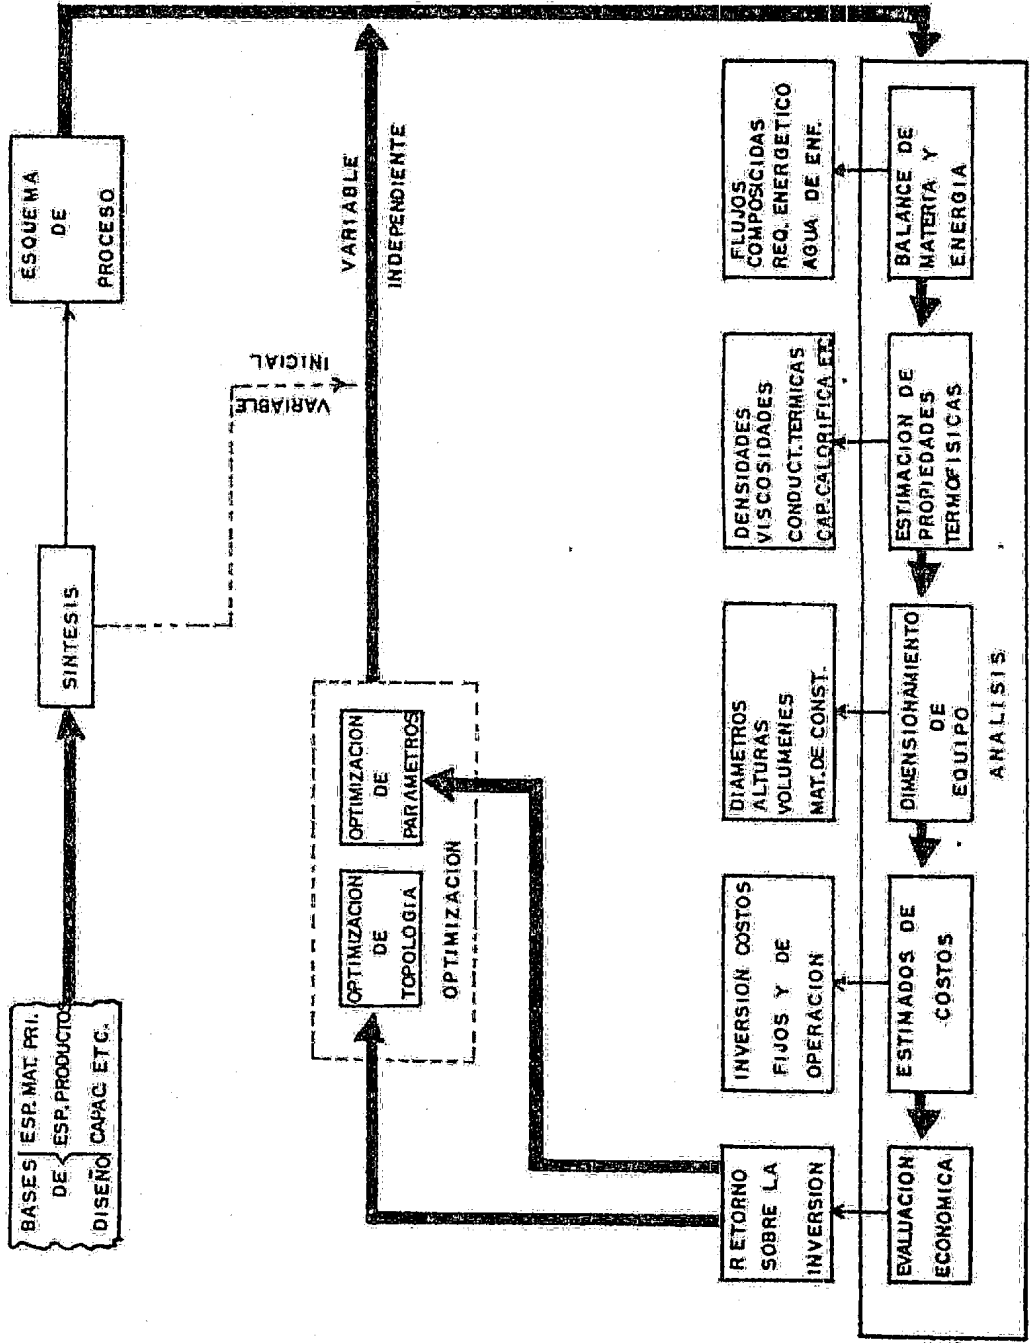 BASES
DE
DISEÑO
ESP. MAT. PRI.
ESP. PRODUCTOS
CAPAC. ETC.
SINTESIS
ESQUEMA
DE
PROCESO
VARIABLE
INICIAL
VARIABLE
INDEPENDIENTE
OPTIMIZACION
DE
TOPOLOGIA
OPTIMIZACION
DE
PARAMETROS
OPTIMIZACION
RETORNO
SOBRE LA
INVERSION
INVERSION COSTOS
FIJOS Y DE
OPERACION
DIAMETROS
ALTURAS
VOLUMENES
MAT. DE CONST.
DENSIDADES
VISCOSIDADES
CONDUCT. TERMICAS
CAP. CALORIFICA ETC
FLUJOS
COMPOSICIDAS
REQ. ENERGETICO
AGUA DE ENF.
EVALUACION
ECONOMICA
ESTIMADOS DE
COSTOS
DIMENSIONAMIENTO
DE
EQUIPO
ESTIMACION DE
PROPIEDADES
TERMOFISICAS
BALANCE DE
MATERIA Y
ENERGIA
ANALISIS